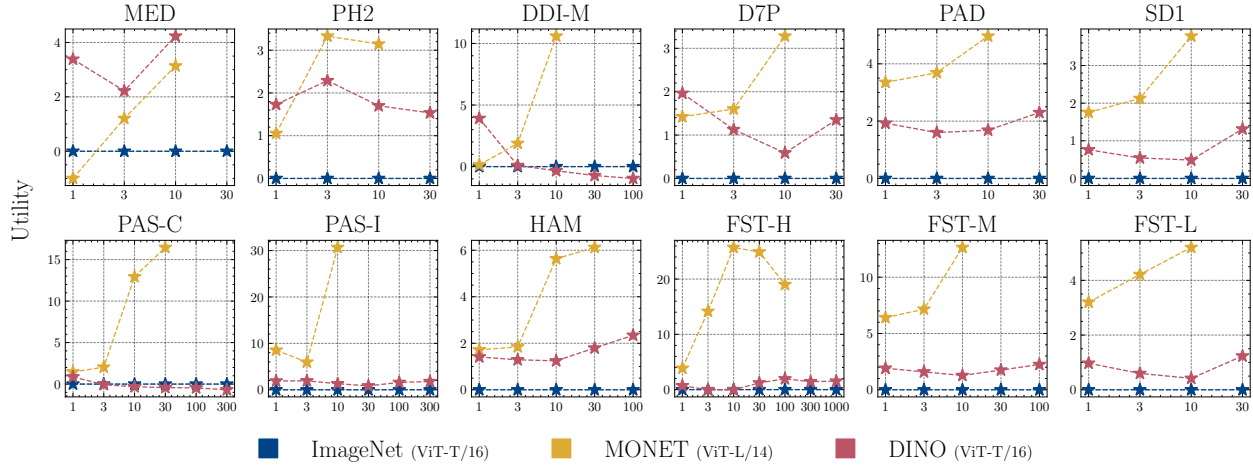 MED PH2 DDI-M D7P PAD SD1
4 2 0
1 3 10 30
3 2 1 0
1 3 10 30
10 5 0
1 3 10 30 100
3 2 1 0
1 3 10 30
4 2 0
1 3 10 30
3 2 1 0
1 3 10 30
Utility
PAS-C PAS-I HAM FST-H FST-M FST-L
15 10 5 0
1 3 10 30 100 300
30 20 10 0
1 3 10 30 100 300
6 4 2 0
1 3 10 30 100
20 10 0
1 3 10 30 100 300 1000
10 5 0
1 3 10 30 100
4 2 0
1 3 10 30
ImageNet (ViT-T/16) MONET (ViT-L/14) DINO (ViT-T/16)